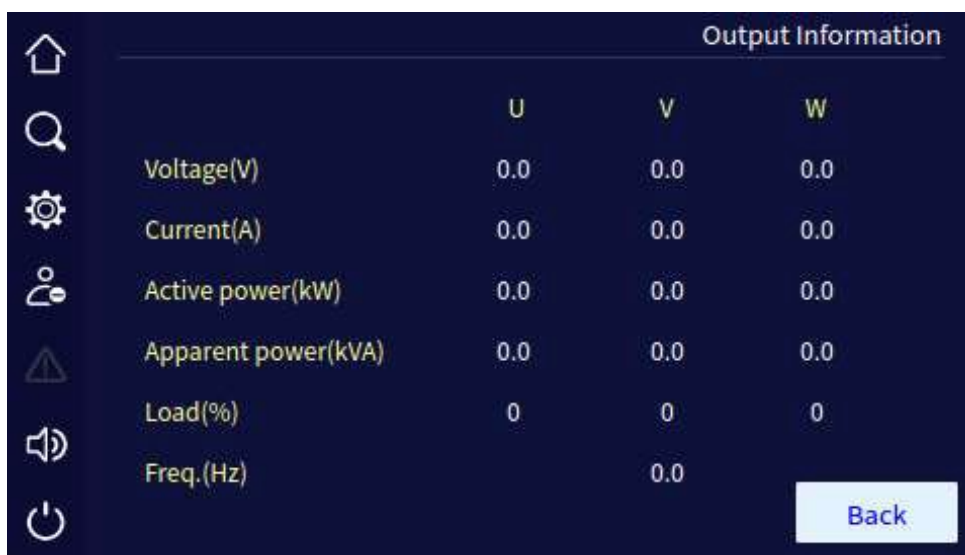 Output Information
U V W
Voltage(V) 0.0 0.0 0.0
Current(A) 0.0 0.0 0.0
Active power(kW) 0.0 0.0 0.0
Apparent power(kVA) 0.0 0.0 0.0
Load(%) 0 0 0
Freq.(Hz) 0.0
Back